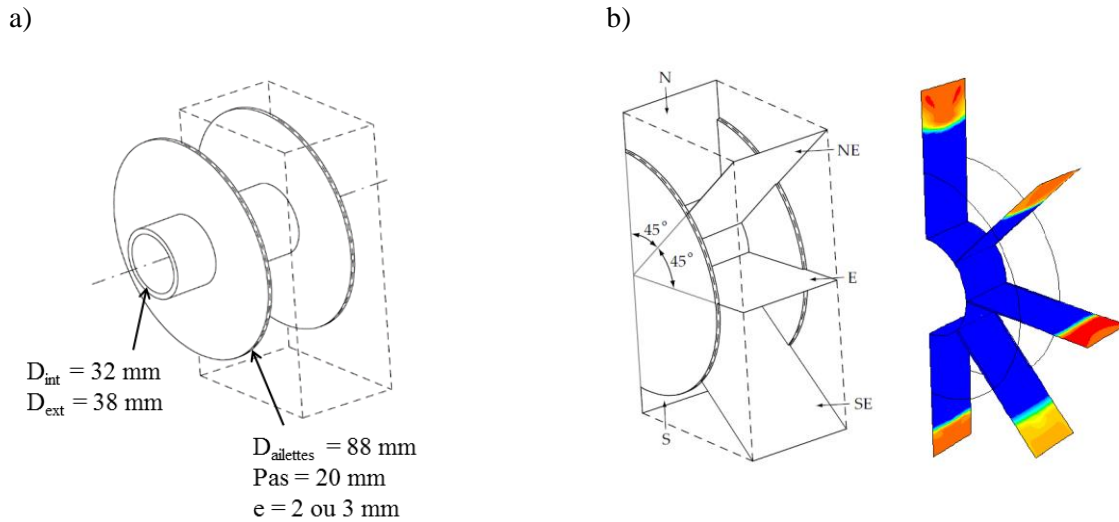 a)
b)
D_int = 32 mm
D_ext = 38 mm
D_ailettes = 88 mm
Pas = 20 mm
e = 2 ou 3 mm
N
NE
45°
45°
E
SE
S